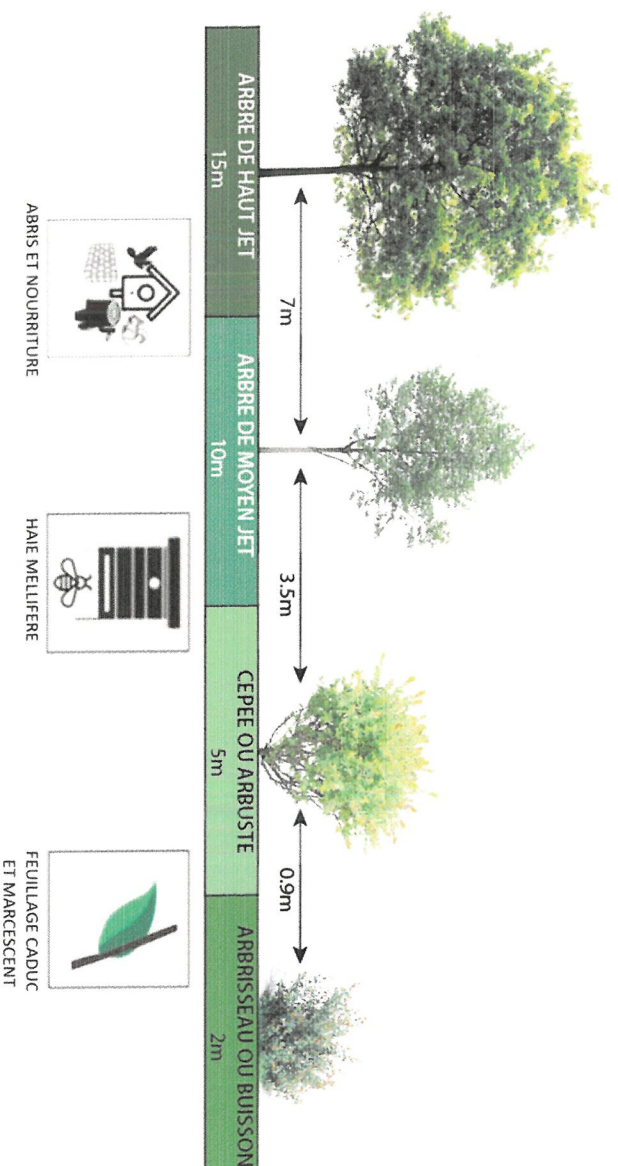 7m
3.5m
0.9m
ARBRE DE HAUT JET
15m
ARBRE DE MOYEN JET
10m
CEPEE OU ARBUSTE
5m
ARBRISSEAU OU BUISSON
2m
ABRIS ET NOURRITURE
HAIE MELLIFERE
FEUILLAGE CADUC
ET MARCESCENT